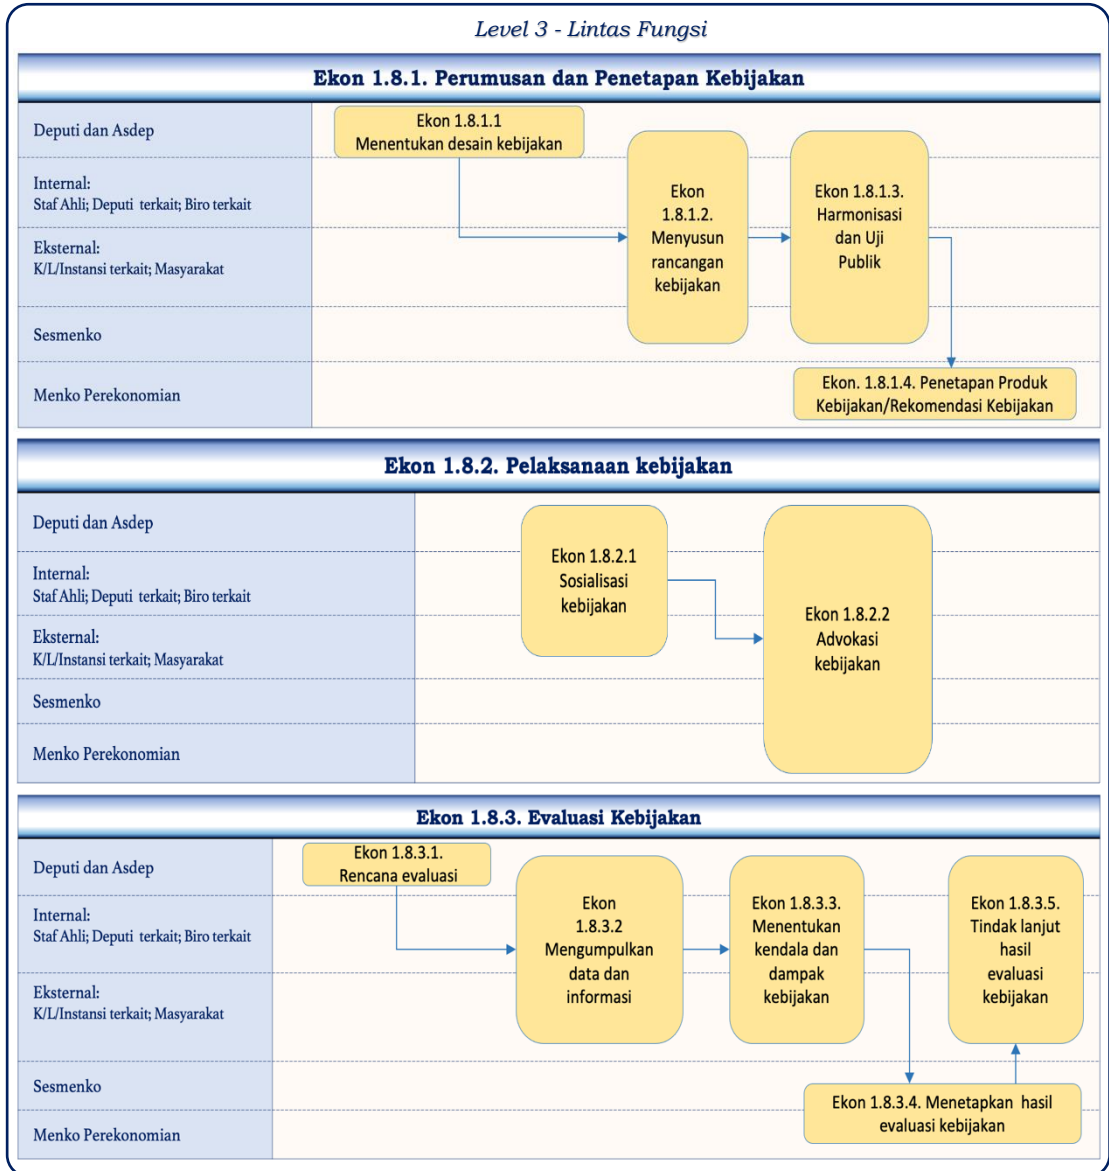 Level 3 - Lintas Fungsi
Ekon 1.8.1. Perumusan dan Penetapan Kebijakan
Deputi dan Asdep
Internal:
Staf Ahli; Deputi terkait; Biro terkait
Eksternal:
K/L/Instansi terkait; Masyarakat
Sesmenko
Menko Perekonomian
Ekon 1.8.1.1
Menentukan desain kebijakan
Ekon
1.8.1.2.
Menyusun
rancangan
kebijakan
Ekon 1.8.1.3.
Harmonisasi
dan Uji
Publik
Ekon. 1.8.1.4. Penetapan Produk
Kebijakan/Rekomendasi Kebijakan
Ekon 1.8.2. Pelaksanaan kebijakan
Deputi dan Asdep
Internal:
Staf Ahli; Deputi terkait; Biro terkait
Eksternal:
K/L/Instansi terkait; Masyarakat
Sesmenko
Menko Perekonomian
Ekon 1.8.2.1
Sosialisasi
kebijakan
Ekon 1.8.2.2
Advokasi
kebijakan
Ekon 1.8.3. Evaluasi Kebijakan
Deputi dan Asdep
Internal:
Staf Ahli; Deputi terkait; Biro terkait
Eksternal:
K/L/Instansi terkait; Masyarakat
Sesmenko
Menko Perekonomian
Ekon 1.8.3.1.
Rencana evaluasi
Ekon
1.8.3.2
Mengumpulkan
data dan
informasi
Ekon 1.8.3.3.
Menentukan
kendala dan
dampak
kebijakan
Ekon 1.8.3.4. Menetapkan hasil
evaluasi kebijakan
Ekon 1.8.3.5.
Tindak lanjut
hasil
evaluasi
kebijakan